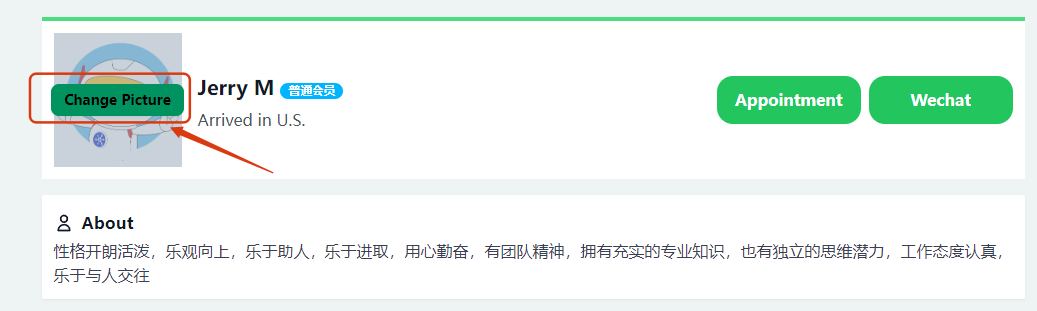 Change Picture
Jerry M 普通会员
Arrived in U.S.
Appointment
Wechat
About
性格开朗活泼，乐观向上，乐于助人，乐于进取，用心勤奋，有团队精神，拥有充实的专业知识，也有独立的思维潜力，工作态度认真，
乐于与人交往